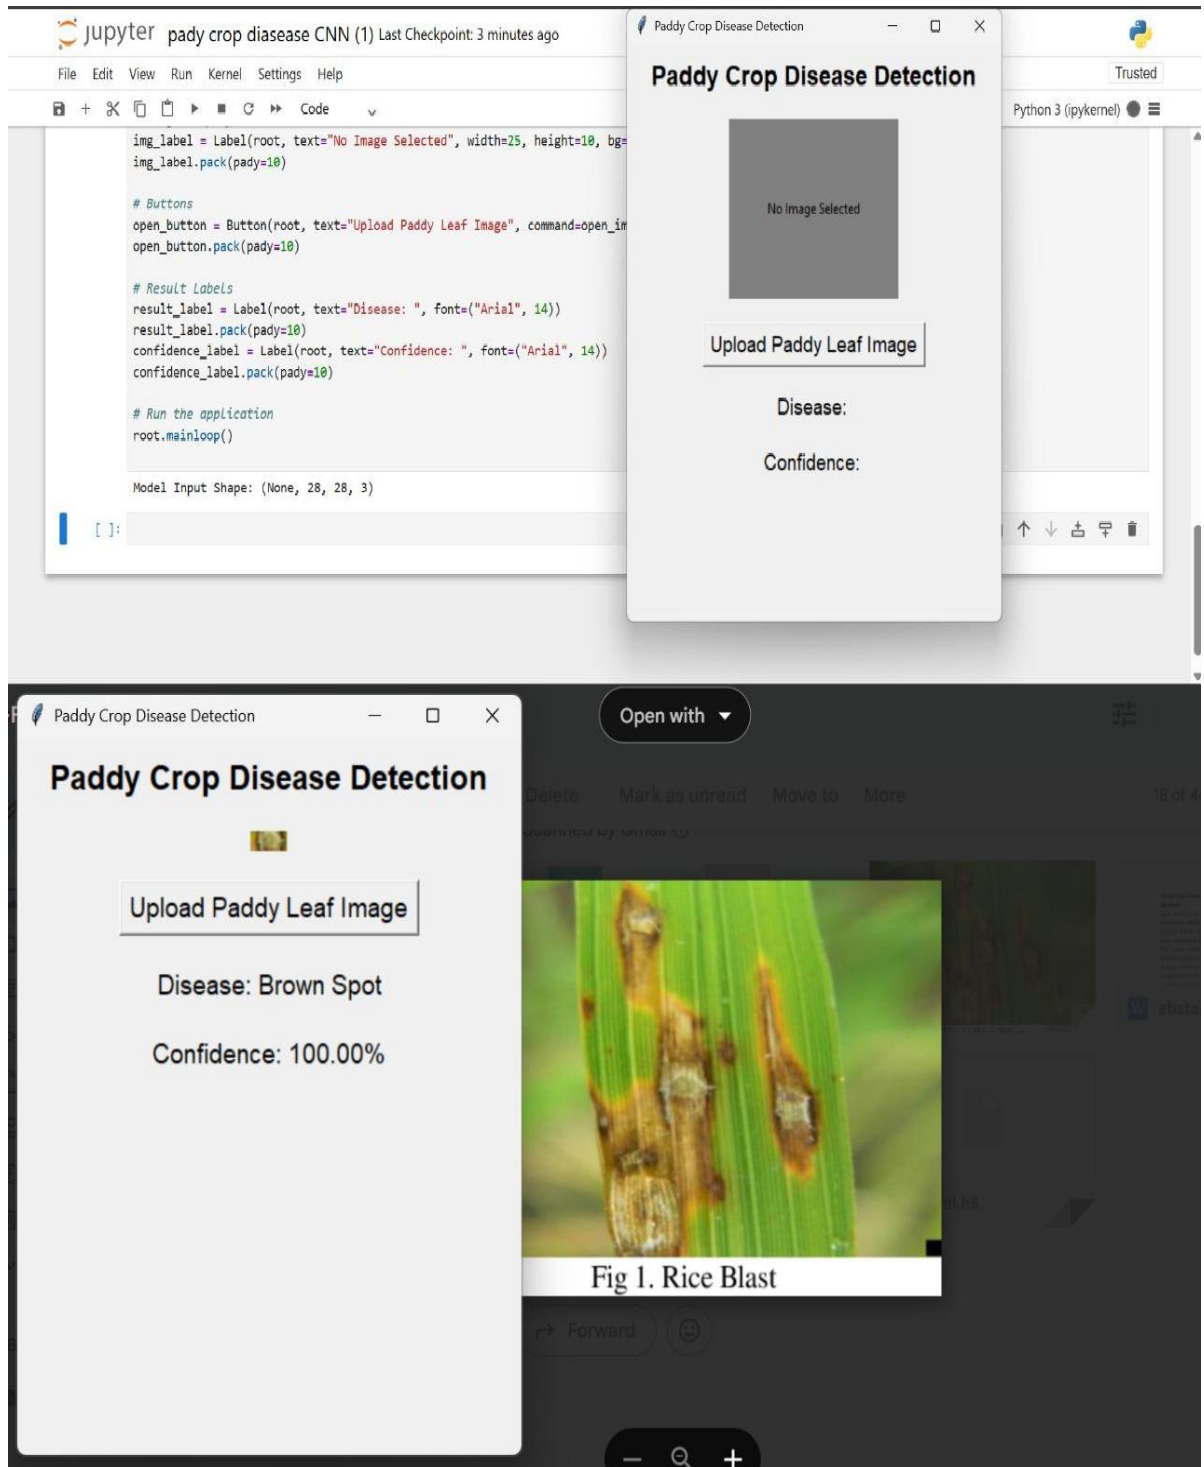 jupyter pady crop diasease CNN (1) Last Checkpoint: 3 minutes ago
File Edit View Run Kernel Settings Help
Trusted
Code
Python 3 (ipykernel)
img_label = Label(root, text="No Image Selected", width=25, height=10, bg=
img_label.pack(pady=10)
# Buttons
open_button = Button(root, text="Upload Paddy Leaf Image", command=open_im
open_button.pack(pady=10)
# Result Labels
result_label = Label(root, text="Disease: ", font=("Arial", 14))
result_label.pack(pady=10)
confidence_label = Label(root, text="Confidence: ", font=("Arial", 14))
confidence_label.pack(pady=10)
# Run the application
root.mainloop()
Model Input Shape: (None, 28, 28, 3)
[ ]:
Paddy Crop Disease Detection
Paddy Crop Disease Detection
No Image Selected
Upload Paddy Leaf Image
Disease:
Confidence:
Paddy Crop Disease Detection
Paddy Crop Disease Detection
Upload Paddy Leaf Image
Disease: Brown Spot
Confidence: 100.00%
Open with
Delete Mark as unread Move to More
18 of 4
Scanned by Gmail
Fig 1. Rice Blast
Forward